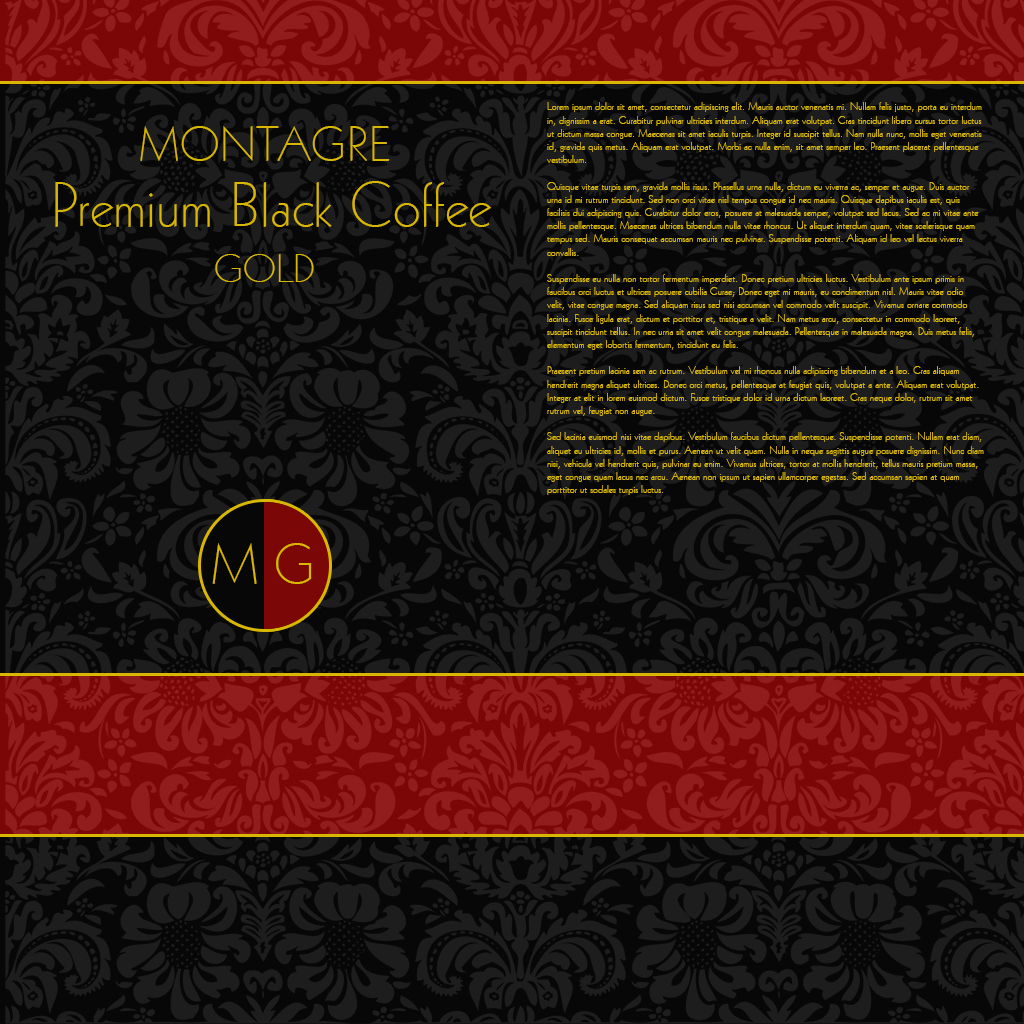 MONTAGRE
Premium Black Coffee
GOLD
M G
Lorem ipsum dolor sit amet, consectetur adipiscing elit. Mauris auctor venenatis mi. Nullam felis justo, porta eu interdum
in, dignissim a erat. Curabitur pulvinar ultricies interdum. Aliquam erat volutpat. Cras tincidunt libero cursus tortor luctus
ut dictum massa congue. Maecenas sit amet iaculis turpis. Integer id suscipit tellus. Nam nulla nunc, mollis eget venenatis
id, gravida quis metus. Aliquam erat volutpat. Morbi ac nulla enim, sit amet semper leo. Praesent placerat pellentesque
vestibulum.
Quisque vitae turpis sem, gravida mollis risus. Phasellus urna nulla, dictum eu viverra ac, semper et augue. Duis auctor
urna id mi rutrum tincidunt. Sed non orci vitae nisl tempus congue id nec mauris. Quisque dapibus iaculis est, quis
facilisis dui adipiscing quis. Curabitur dolor eros, posuere at malesuada semper, volutpat sed lacus. Sed ac mi vitae ante
mollis pellentesque. Maecenas ultrices bibendum nulla vitae rhoncus. Ut aliquet interdum quam, vitae scelerisque quam
tempus sed. Mauris consequat accumsan mauris nec pulvinar. Suspendisse potenti. Aliquam id leo vel lectus viverra
convallis.
Suspendisse eu nulla non tortor fermentum imperdiet. Donec pretium ultricies luctus. Vestibulum ante ipsum primis in
faucibus orci luctus et ultrices posuere cubilia Curae; Donec eget mi mauris, eu condimentum nisl. Mauris vitae odio
velit, vitae congue magna. Sed aliquam risus sed nisi accumsan vel commodo velit suscipit. Vivamus ornare commodo
lacinia. Fusce ligula erat, dictum et porttitor et, tristique a velit. Nam metus arcu, consectetur in commodo laoreet,
suscipit tincidunt tellus. In nec urna sit amet velit congue malesuada. Pellentesque in malesuada magna. Duis metus felis,
elementum eget lobortis fermentum, tincidunt eu felis.
Praesent pretium lacinia sem ac rutrum. Vestibulum vel mi rhoncus nulla adipiscing bibendum et a leo. Cras aliquam
hendrerit magna aliquet ultrices. Donec orci metus, pellentesque at feugiat quis, volutpat a ante. Aliquam erat volutpat.
Integer at elit in lorem euismod dictum. Fusce tristique dolor id urna dictum laoreet. Cras neque dolor, rutrum sit amet
rutrum vel, feugiat non augue.
Sed lacinia euismod nisi vitae dapibus. Vestibulum faucibus dictum pellentesque. Suspendisse potenti. Nullam erat diam,
aliquet eu ultricies id, mollis et purus. Aenean ut velit quam. Nulla in neque sagittis augue posuere dignissim. Nunc diam
nisi, vehicula vel hendrerit quis, pulvinar eu enim. Vivamus ultrices, tortor at mollis hendrerit, tellus mauris pretium massa,
eget congue quam lacus nec arcu. Aenean non ipsum ut sapien ullamcorper egestas. Sed accumsan sapien at quam
porttitor ut sodales turpis luctus.